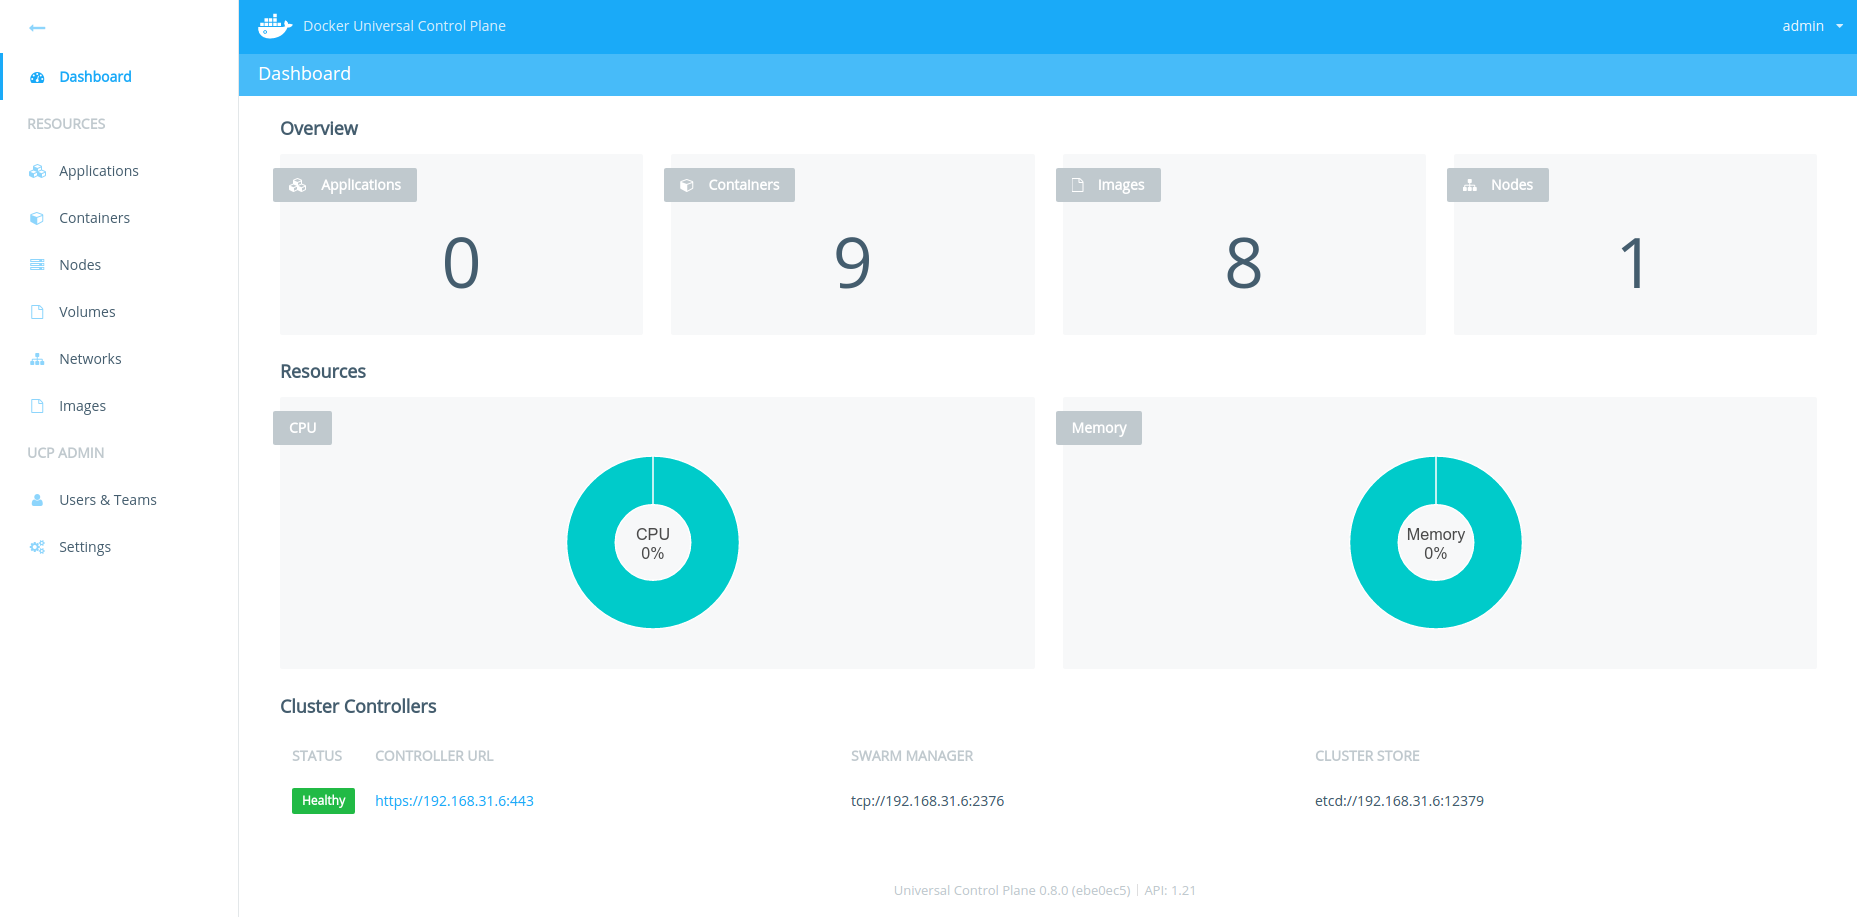 Docker Universal Control Plane
admin
Dashboard
Dashboard
RESOURCES
Applications
Containers
Nodes
Volumes
Networks
Images
UCP ADMIN
Users & Teams
Settings
Overview
Applications
0
Containers
9
Images
8
Nodes
1
Resources
CPU
CPU
0%
Memory
Memory
0%
Cluster Controllers
STATUS CONTROLLER URL SWARM MANAGER CLUSTER STORE
Healthy https://192.168.31.6:443 tcp://192.168.31.6:2376 etcd://192.168.31.6:12379
Universal Control Plane 0.8.0 (ebe0ec5) | API: 1.21